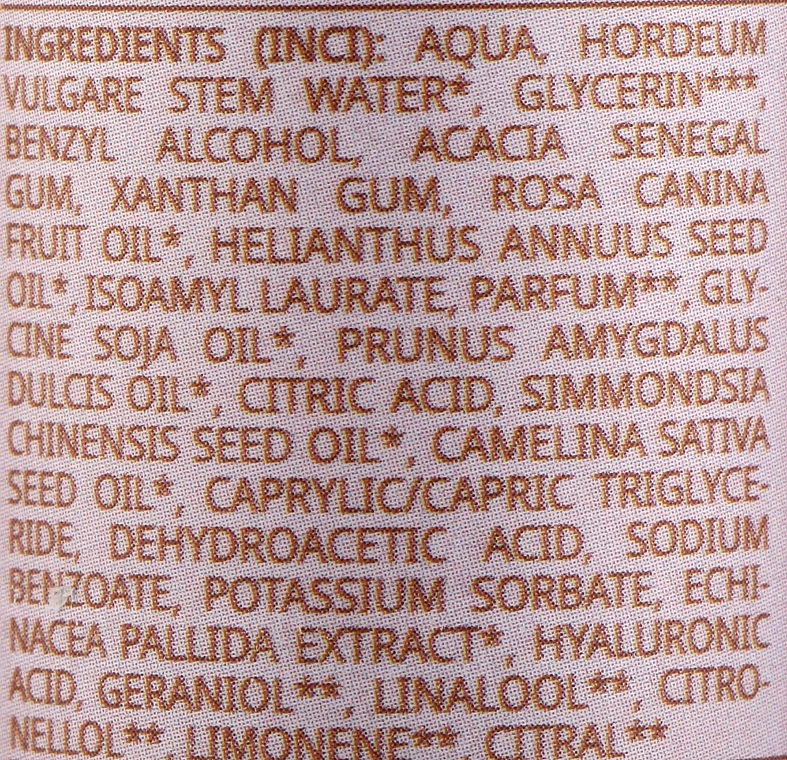 INGREDIENTS (INCI): AQUA, HORDEUM
VULGARE STEM WATER*, GLYCERIN***,
BENZYL ALCOHOL, ACACIA SENEGAL
GUM, XANTHAN GUM, ROSA CANINA
FRUIT OIL*, HELIANTHUS ANNUUS SEED
OIL*, ISOAMYL LAURATE, PARFUM**, GLY-
CINE SOJA OIL*, PRUNUS AMYGDALUS
DULCIS OIL*, CITRIC ACID, SIMMONDSIA
CHINENSIS SEED OIL*, CAMELINA SATIVA
SEED OIL*, CAPRYLIC/CAPRIC TRIGLYCE-
RIDE, DEHYDROACETIC ACID, SODIUM
BENZOATE, POTASSIUM SORBATE, ECHI-
NACEA PALLIDA EXTRACT*, HYALURONIC
ACID, GERANIOL**, LINALOOL**, CITRO-
NELLOL**, LIMONENE**, CITRAL**